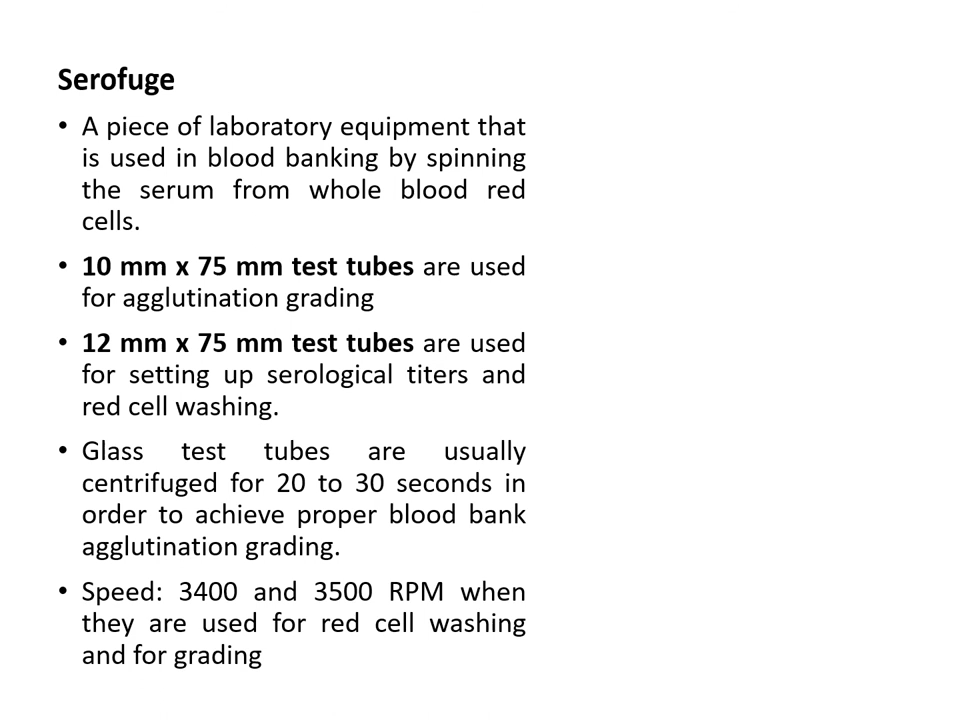 Serofuge
• A piece of laboratory equipment that
is used in blood banking by spinning
the serum from whole blood red
cells.
• 10 mm x 75 mm test tubes are used
for agglutination grading
• 12 mm x 75 mm test tubes are used
for setting up serological titers and
red cell washing.
• Glass test tubes are usually
centrifuged for 20 to 30 seconds in
order to achieve proper blood bank
agglutination grading.
• Speed: 3400 and 3500 RPM when
they are used for red cell washing
and for grading